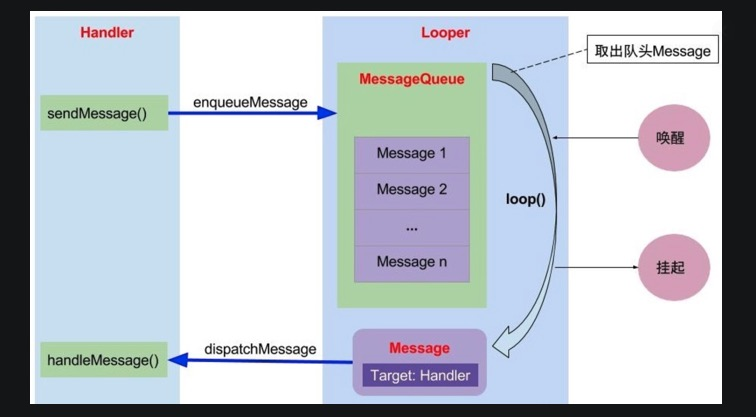 Handler
Looper
取出队头Message
MessageQueue
sendMessage()
enqueueMessage
唤醒
Message 1
Message 2
...
Message n
loop()
挂起
handleMessage()
dispatchMessage
Message
Target: Handler